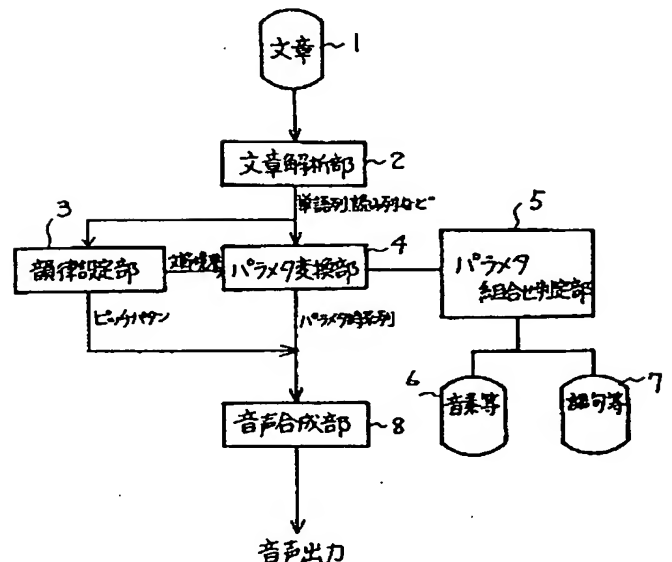 文章
1
文章解析部
2
単語列,読み列など
3
韻律設定部
パラメタ変換部
4
5
パラメタ
組合せ判定部
ピッチパタン
パラメタ時系列
6
音素等
7
語句等
音声合成部
8
音声出力